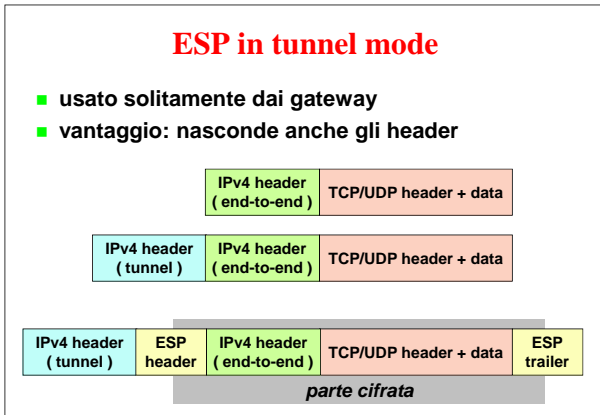 ESP in tunnel mode
usato solitamente dai gateway
vantaggio: nasconde anche gli header
IPv4 header
( end-to-end )
TCP/UDP header + data
IPv4 header
( tunnel )
IPv4 header
( end-to-end )
TCP/UDP header + data
IPv4 header
( tunnel )
ESP
header
IPv4 header
( end-to-end )
TCP/UDP header + data
ESP
trailer
parte cifrata